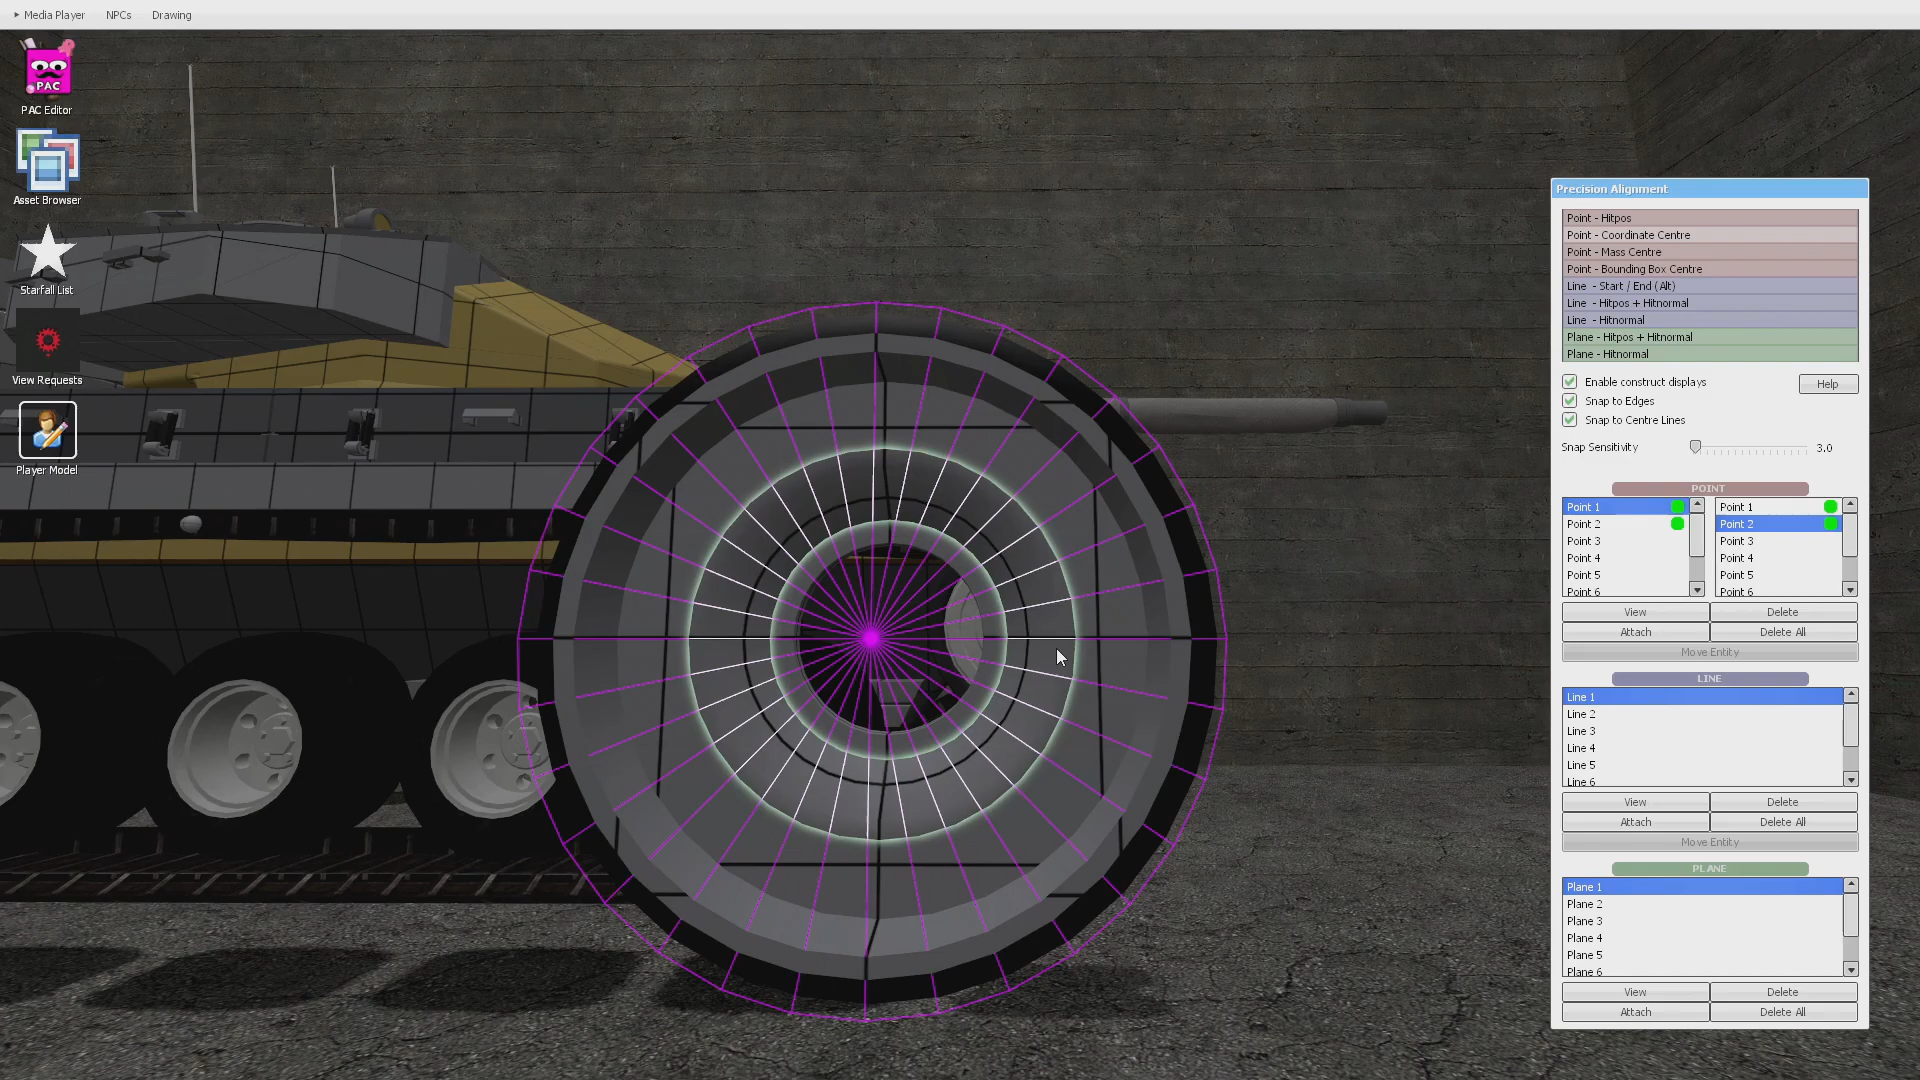 Media Player NPCs Drawing
PAC
PAC Editor
Asset Browser
Starfall List
View Requests
Player Model
Precision Alignment
Point - Hitpos
Point - Coordinate Centre
Point - Mass Centre
Point - Bounding Box Centre
Line - Start / End (Alt)
Line - Hitpos + Hitnormal
Line - Hitnormal
Plane - Hitpos + Hitnormal
Plane - Hitnormal
Enable construct displays
Help
Snap to Edges
Snap to Centre Lines
Snap Sensitivity 3.0
POINT
Point 1 Point 1
Point 2 Point 2
Point 3 Point 3
Point 4 Point 4
Point 5 Point 5
Point 6 Point 6
View Delete
Attach Delete All
Move Entity
LINE
Line 1
Line 2
Line 3
Line 4
Line 5
Line 6
View Delete
Attach Delete All
Move Entity
PLANE
Plane 1
Plane 2
Plane 3
Plane 4
Plane 5
Plane 6
View Delete
Attach Delete All